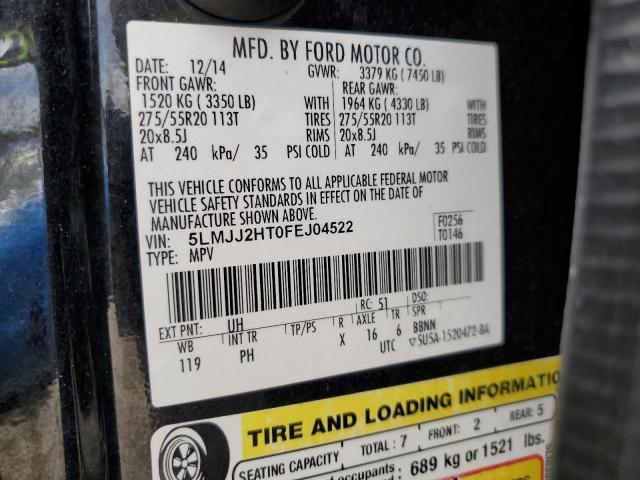 MFD. BY FORD MOTOR CO.
DATE: 12/14 GVWR: 3379 KG ( 7450 LB)
FRONT GAWR: REAR GAWR:
1520 KG ( 3350 LB) WITH 1964 KG ( 4330 LB) WITH
275/55R20 113T TIRES 275/55R20 113T TIRES
20x8.5J RIMS 20x8.5J RIMS
AT 240 kPa/ 35 PSI COLD AT 240 kPa/ 35 PSI COLD
THIS VEHICLE CONFORMS TO ALL APPLICABLE FEDERAL MOTOR
VEHICLE SAFETY STANDARDS IN EFFECT ON THE DATE OF
MANUFACTURE SHOWN ABOVE.
VIN: 5LMJJ2HT0FEJ04522 F0256
TYPE: MPV T0146
EXT PNT: UH RC: 51 DSO:
WB INT TR TP/PS R AXLE TR SPR
119 PH X 16 6 BBNN
UTC ▽5U5A-1520472-BA
TIRE AND LOADING INFORMATION
SEATING CAPACITY TOTAL: 7 FRONT: 2 REAR: 5
occupants 689 kg or 1521 lbs.